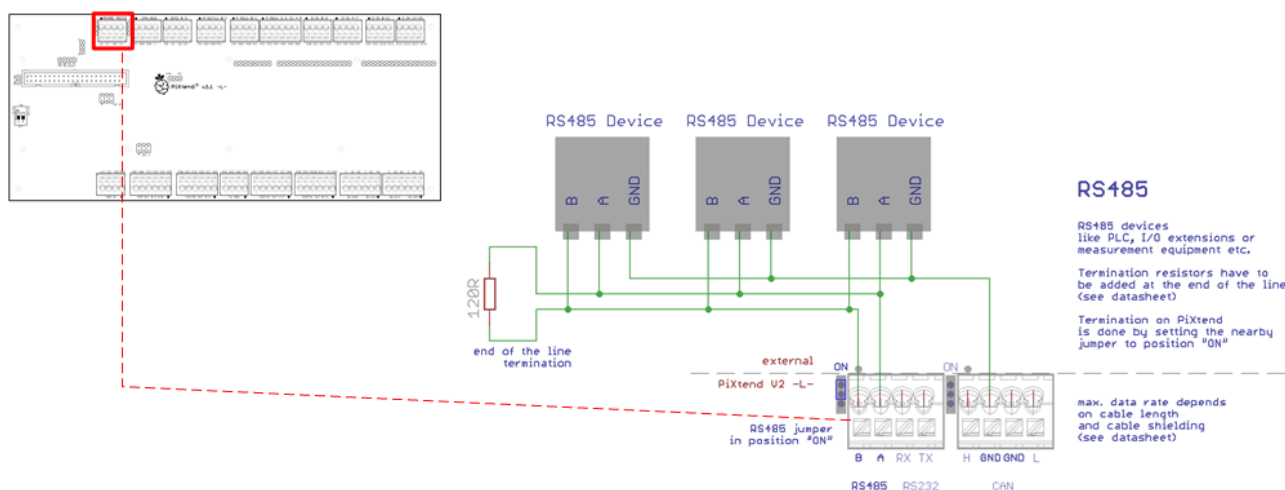 PiXtend® v2.1 -L-
RS485 Device
RS485 Device
RS485 Device
B
A
GND
B
A
GND
B
A
GND
120R
end of the line
termination
external
PiXtend V2 -L-
ON
ON
RS485 jumper
in position "ON"
B A RX TX
H GND GND L
RS485 RS232
CAN
RS485
RS485 devices
like PLC, I/O extensions or
measurement equipment etc.
Termination resistors have to
be added at the end of the line
(see datasheet)
Termination on PiXtend
is done by setting the nearby
jumper to position "ON"
max. data rate depends
on cable length
and cable shielding
(see datasheet)